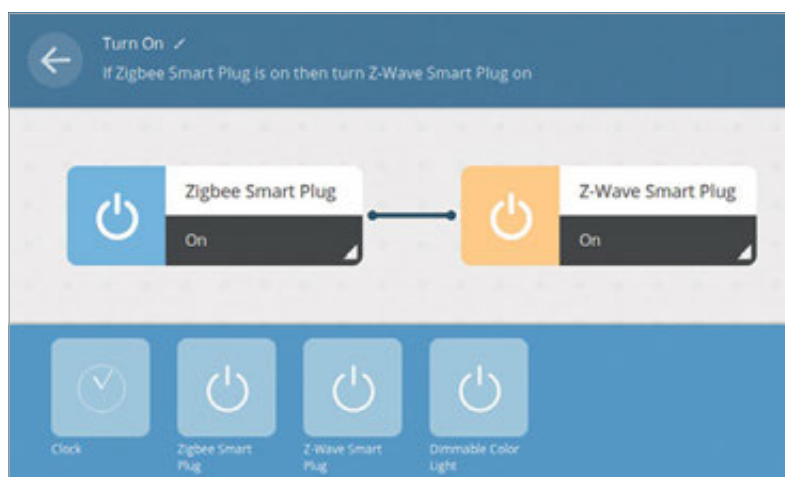 Turn On
If Zigbee Smart Plug is on then turn Z-Wave Smart Plug on
Zigbee Smart Plug
On
Z-Wave Smart Plug
On
Clock
Zigbee Smart
Plug
Z-Wave Smart
Plug
Dimmable Color
Light